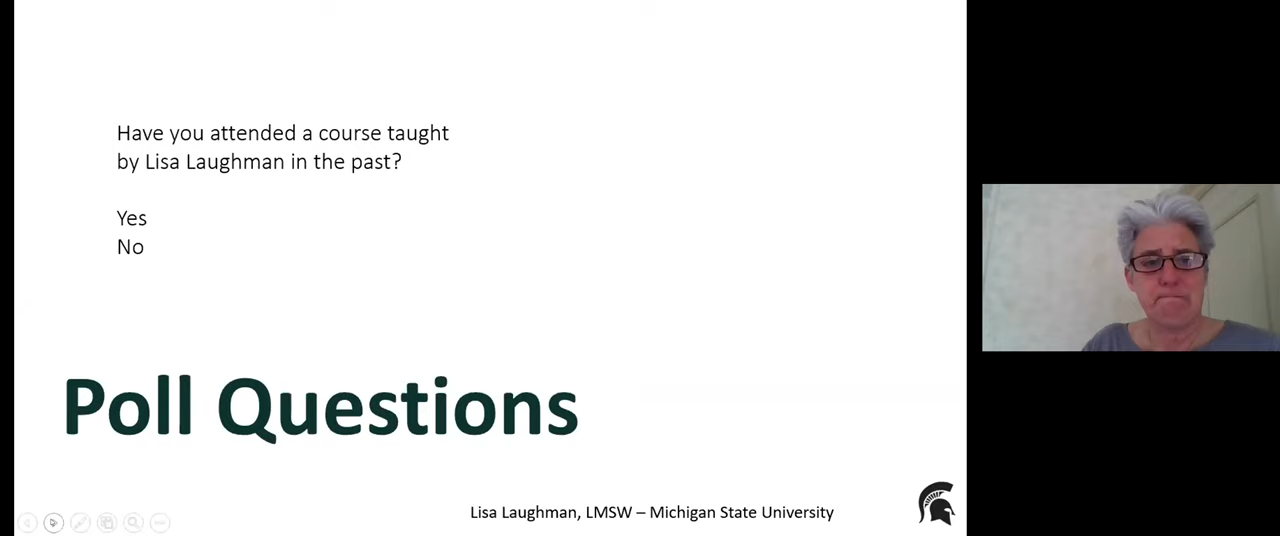 Have you attended a course taught
by Lisa Laughman in the past?
Yes
No
Poll Questions
Lisa Laughman, LMSW – Michigan State University